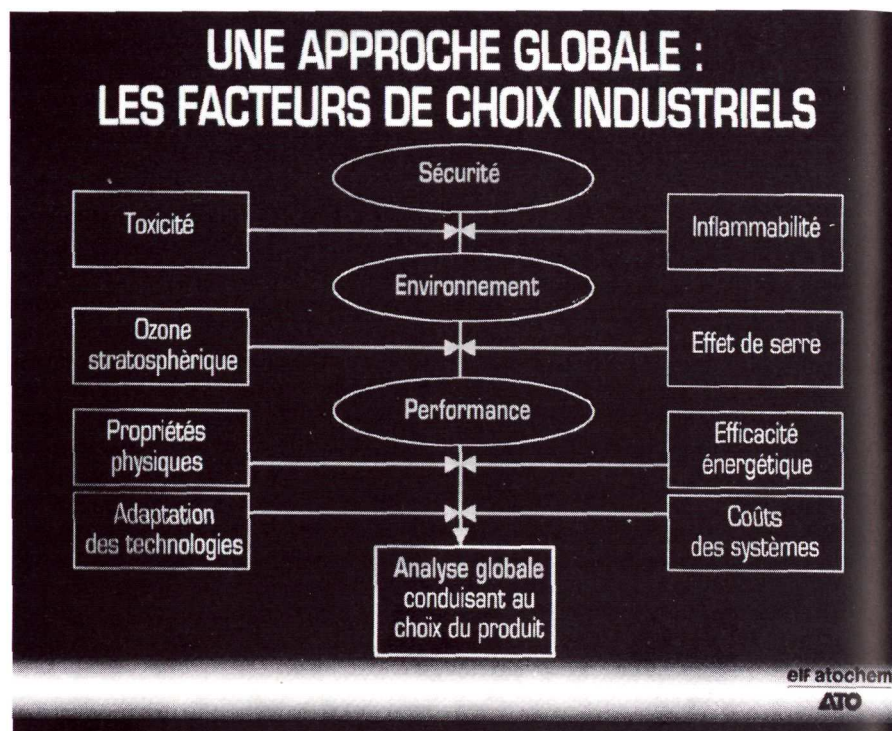 UNE APPROCHE GLOBALE :
LES FACTEURS DE CHOIX INDUSTRIELS
Sécurité
Toxicité
Inflammabilité
Environnement
Ozone
stratosphèrique
Effet de serre
Performance
Propriétés
physiques
Efficacité
énergétique
Adaptation
des technologies
Coûts
des systèmes
Analyse globale
conduisant au
choix du produit
elf atochem
ATO